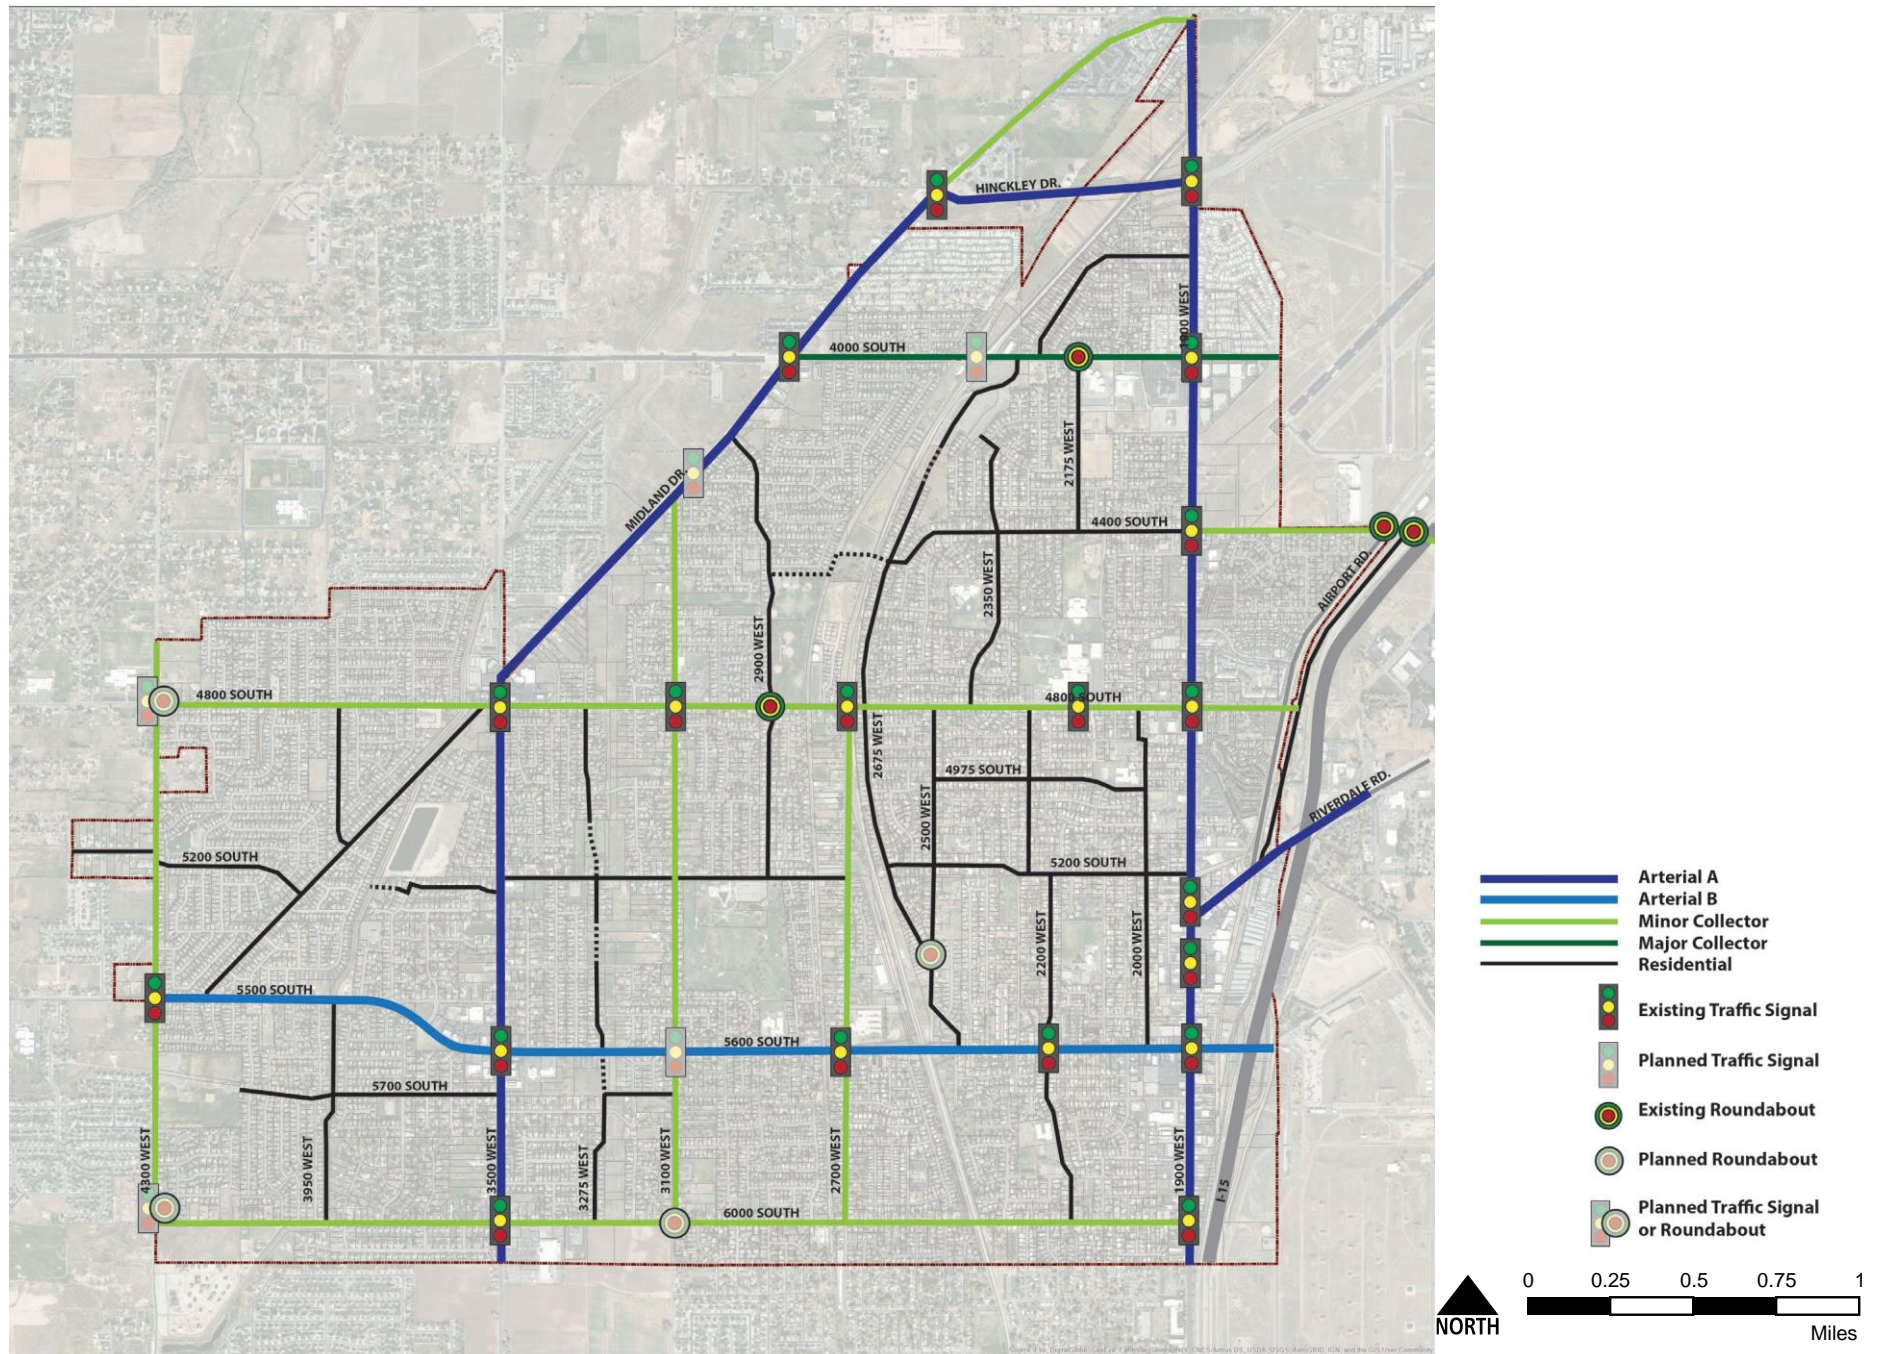 HINCKLEY DR.
1900 WEST
4000 SOUTH
2175 WEST
MIDLAND DR.
4400 SOUTH
2350 WEST
AIRPORT RD.
2900 WEST
4800 SOUTH
4800 SOUTH
2675 WEST
4975 SOUTH
RIVERDALE RD.
2500 WEST
5200 SOUTH
5200 SOUTH
2200 WEST
2000 WEST
5500 SOUTH
5600 SOUTH
5700 SOUTH
4300 WEST
3950 WEST
3500 WEST
3275 WEST
3100 WEST
2700 WEST
1900 WEST
I-15
6000 SOUTH
Arterial A
Arterial B
Minor Collector
Major Collector
Residential
Existing Traffic Signal
Planned Traffic Signal
Existing Roundabout
Planned Roundabout
Planned Traffic Signal
or Roundabout
0 0.25 0.5 0.75 1
Miles
NORTH